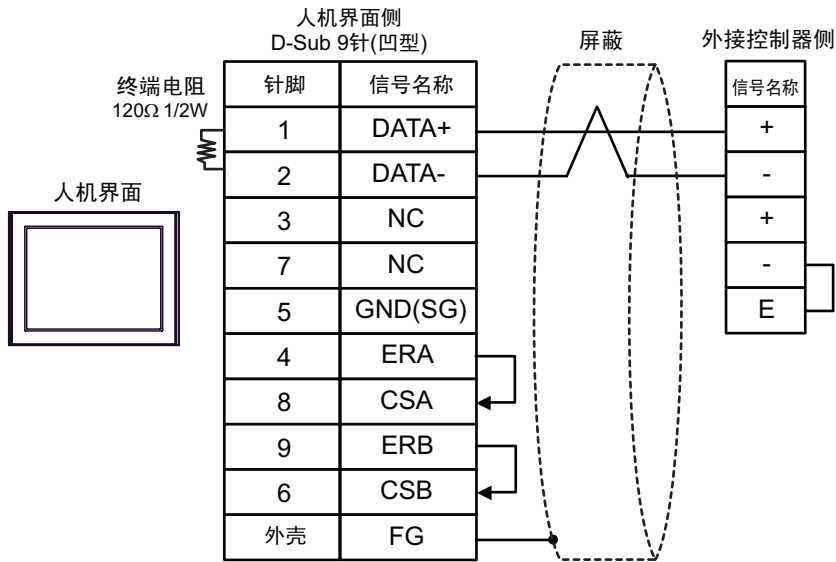 人机界面侧
D-Sub 9针(凹型)
屏蔽
外接控制器侧
终端电阻
120Ω 1/2W
人机界面
针脚 信号名称
1 DATA+
2 DATA-
3 NC
7 NC
5 GND(SG)
4 ERA
8 CSA
9 ERB
6 CSB
外壳 FG
信号名称
+
-
+
-
E